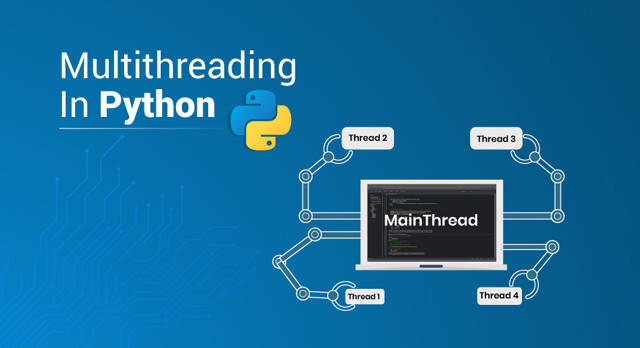 Multithreading
In Python
Thread 2
Thread 3
MainThread
Thread 1
Thread 4